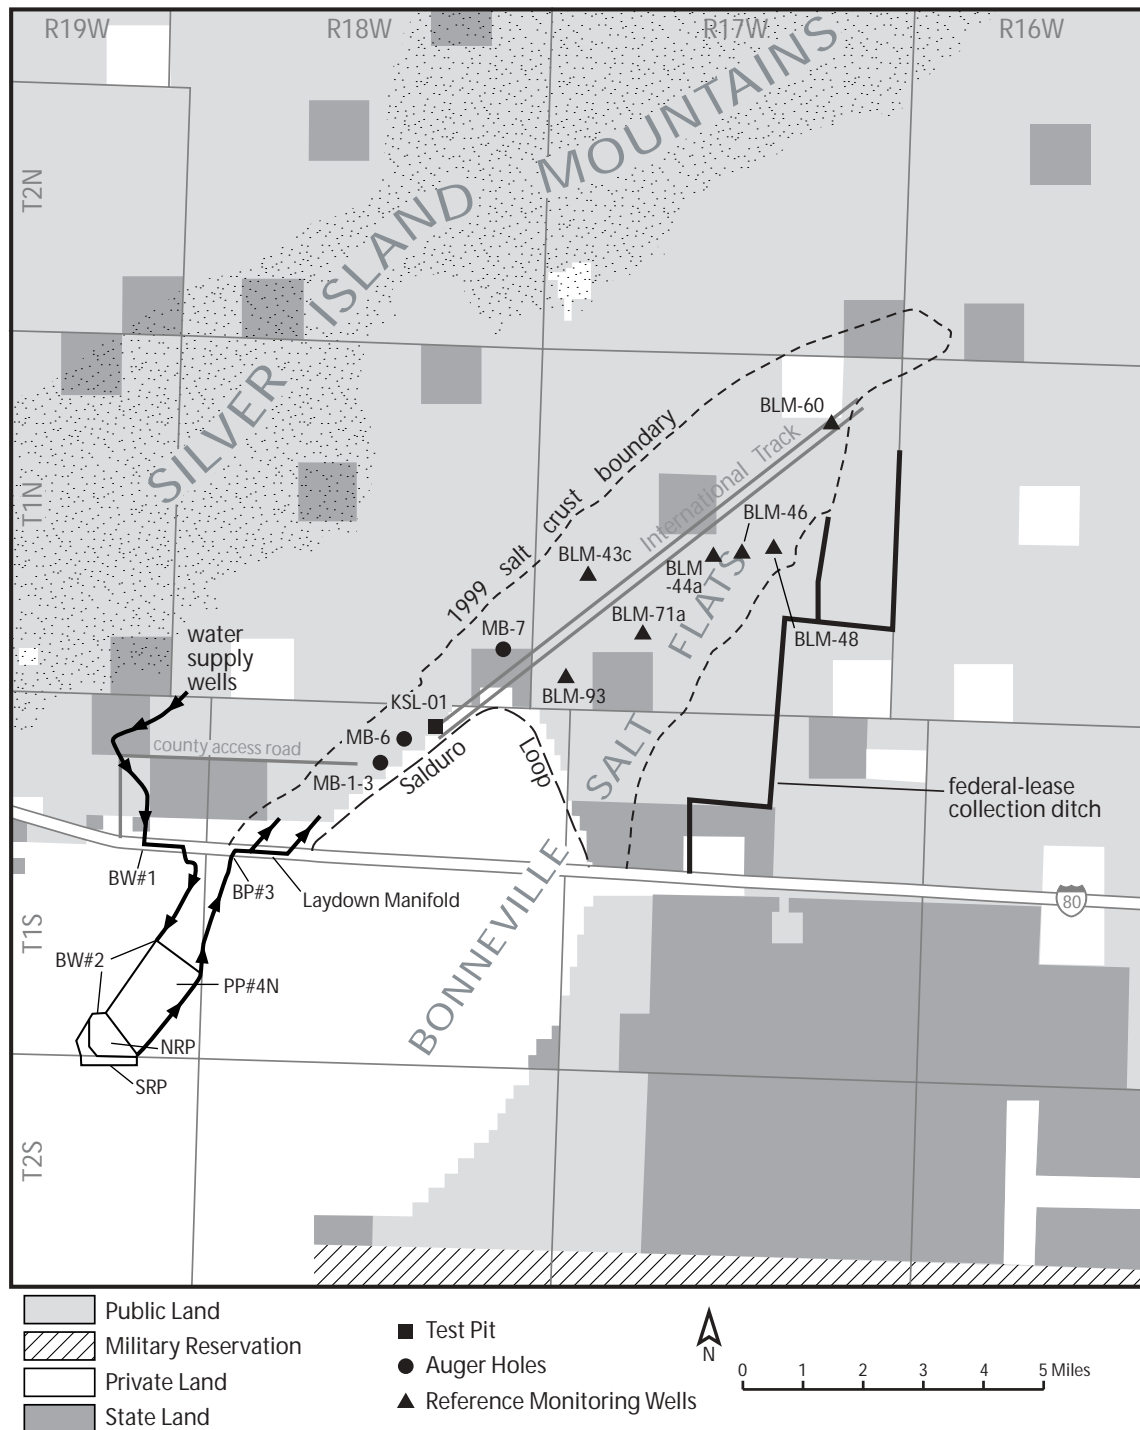 R19W
R18W
R17W
R16W
T2N
SILVER ISLAND MOUNTAINS
T1N
BLM-60
1999 salt crust boundary
International Track
BLM-46
BLM-43c
BLM
-44a
BLM-71a
BLM-48
MB-7
BLM-93
water
supply
wells
KSL-01
MB-6
county access road
MB-1-3
Salduro Loop
federal-lease
collection ditch
BW#1
BP#3
Laydown Manifold
80
T1S
BW#2
PP#4N
BONNEVILLE SALT FLATS
NRP
SRP
T2S
Public Land
Military Reservation
Private Land
State Land
Test Pit
Auger Holes
Reference Monitoring Wells
N
0 1 2 3 4 5 Miles